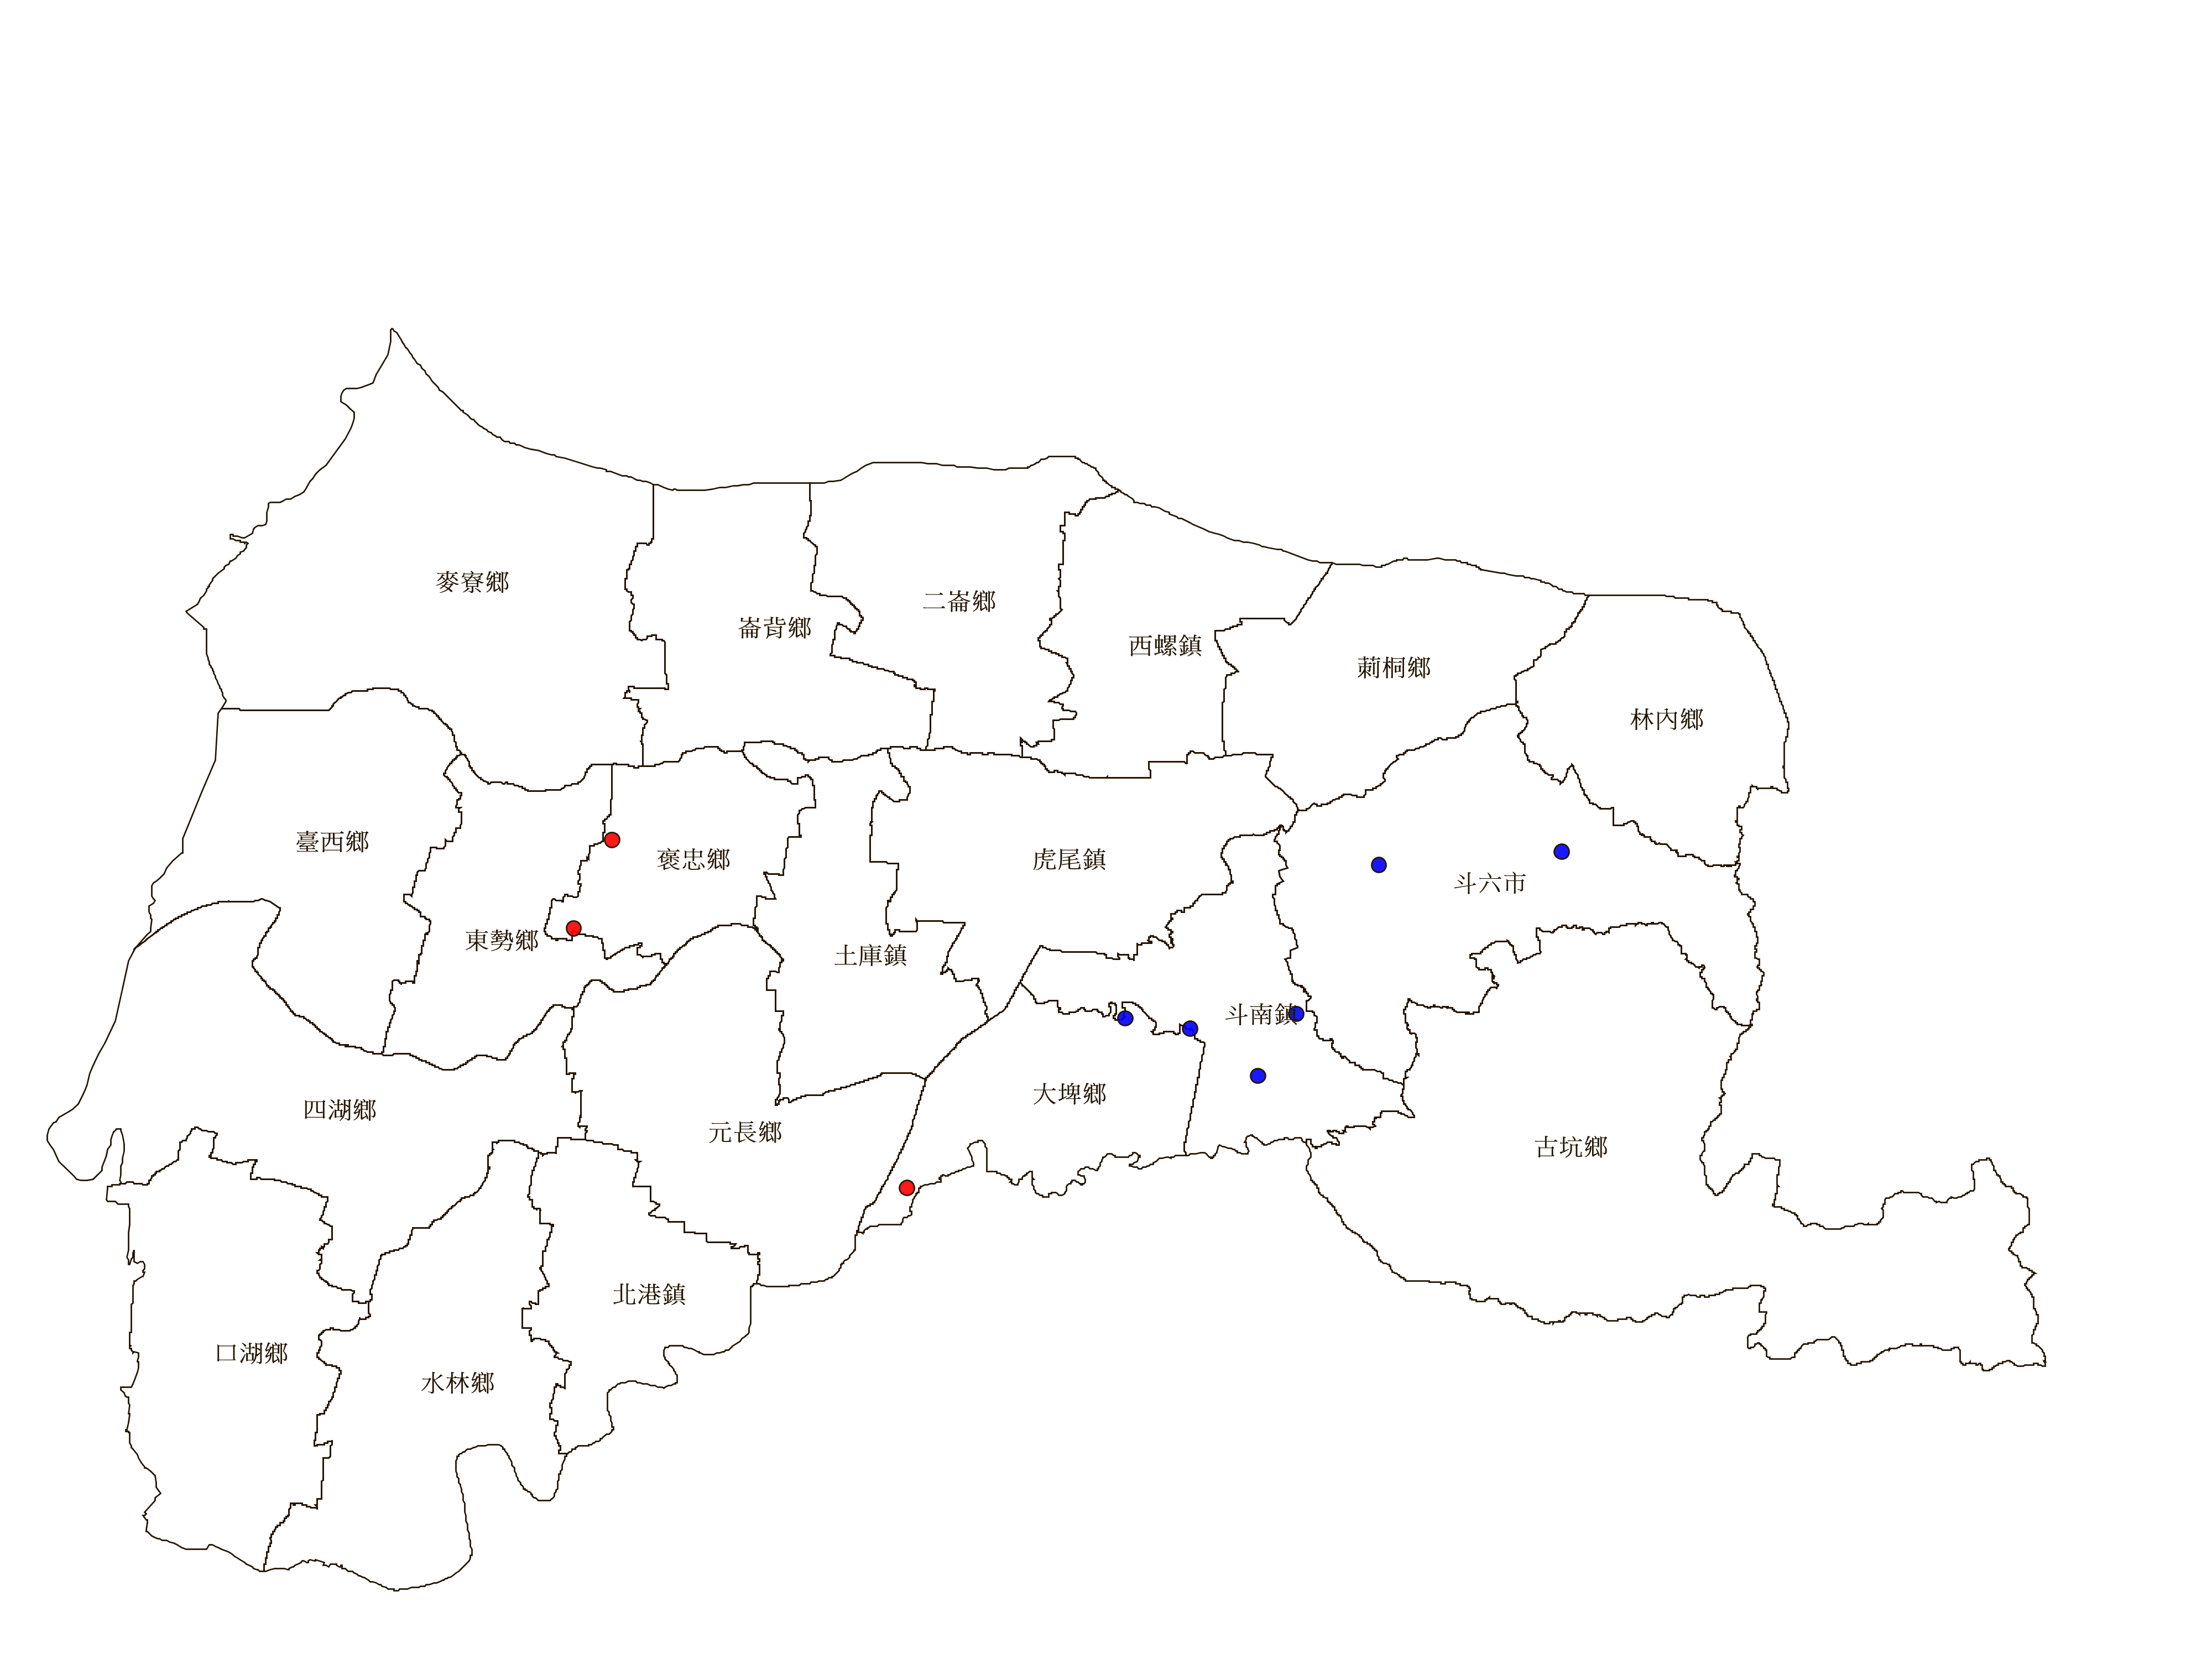 麥寮鄉
二崙鄉
崙背鄉
西螺鎮
莿桐鄉
林內鄉
臺西鄉
褒忠鄉
虎尾鎮
斗六市
東勢鄉
土庫鎮
斗南鎮
大埤鄉
四湖鄉
元長鄉
古坑鄉
北港鎮
口湖鄉
水林鄉